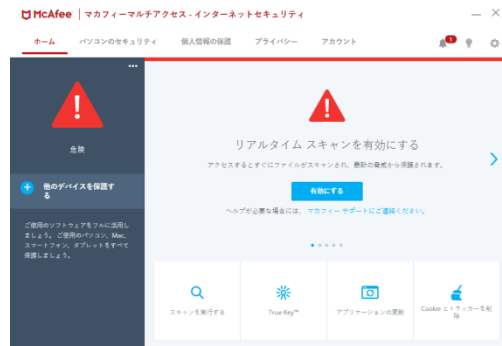 McAfee | マカフィーマルチアクセス - インターネットセキュリティ
ホーム パソコンのセキュリティ 個人情報の保護 プライバシー アカウント 1
危険
他のデバイスを保護す
る
ご使用のソフトウェアをフルに活用し
ましょう。ご使用のパソコン、Mac、
スマートフォン、タブレットをすべて
保護しましょう。
リアルタイム スキャンを有効にする
アクセスするとすぐにファイルがスキャンされ、最新の脅威から保護されます。
有効にする
ヘルプが必要な場合には、マカフィー サポートにご連絡ください。
スキャンを実行する
True Key™
アプリケーションの更新
Cookie とトラッカーを削
除